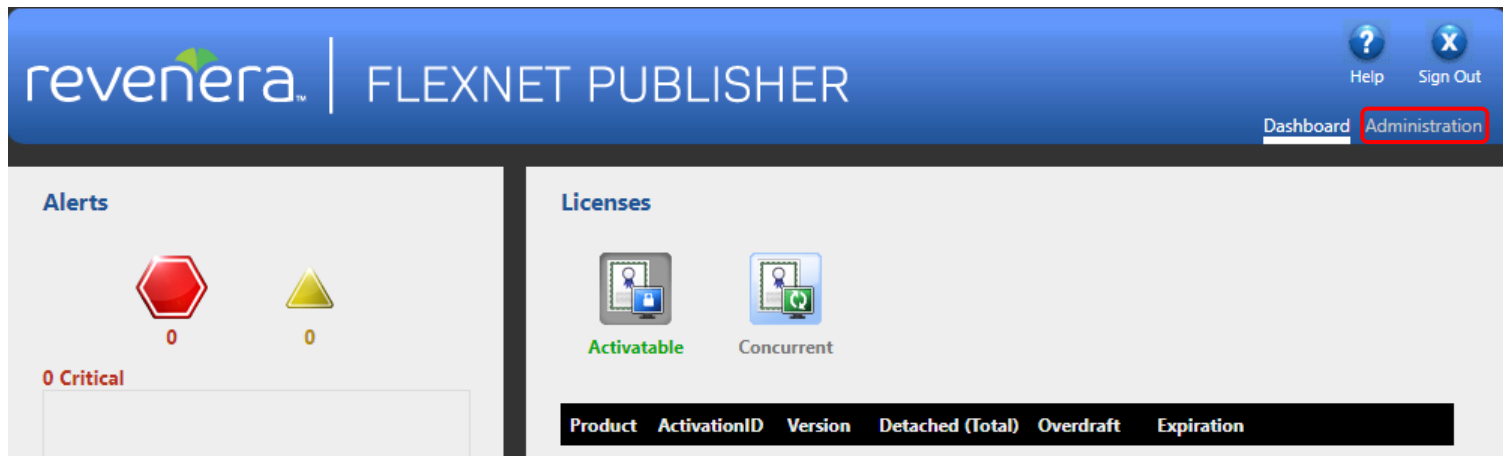 revenera™ FLEXNET PUBLISHER
? X
Help Sign Out
Dashboard Administration
Alerts
0 0
0 Critical
Licenses
Activatable Concurrent
Product ActivationID Version Detached (Total) Overdraft Expiration